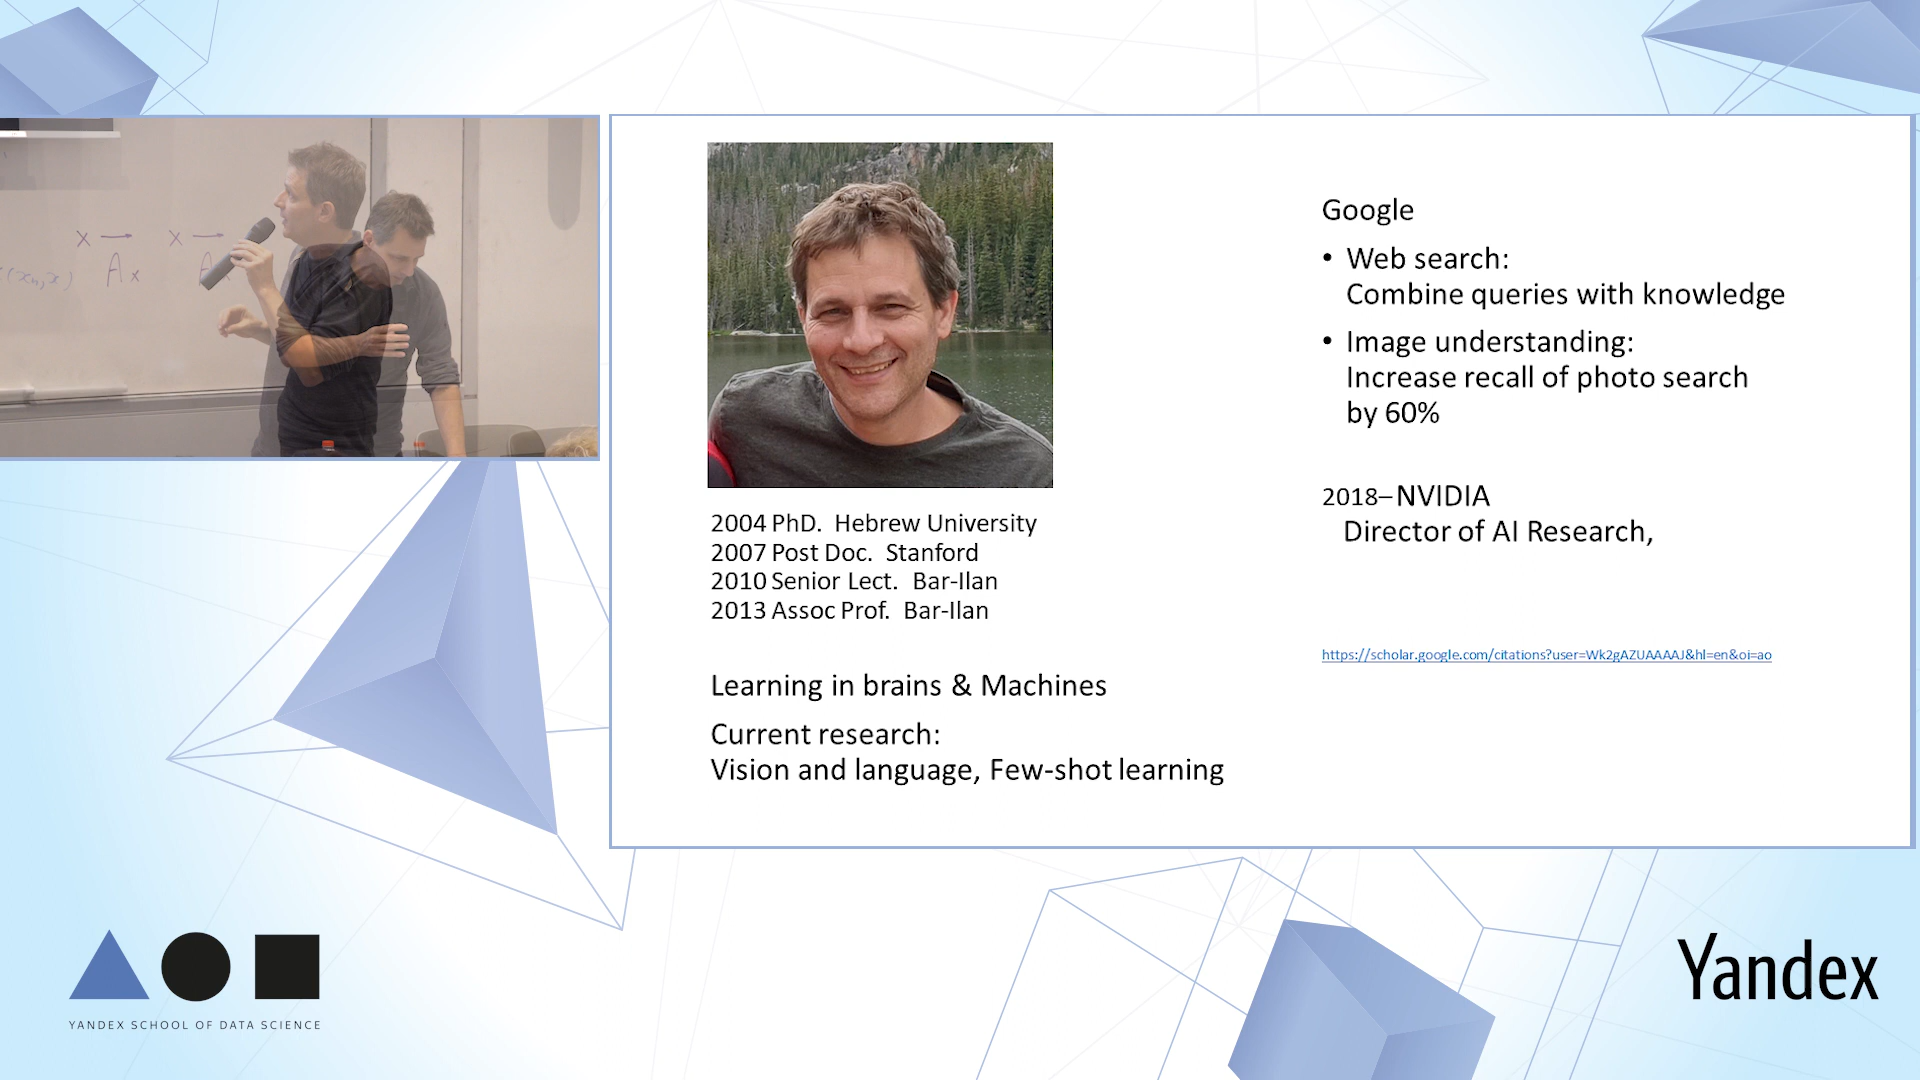 x → x →
Ax
2004 PhD. Hebrew University
2007 Post Doc. Stanford
2010 Senior Lect. Bar-Ilan
2013 Assoc Prof. Bar-Ilan
Learning in brains & Machines
Current research:
Vision and language, Few-shot learning
Google
• Web search:
Combine queries with knowledge
• Image understanding:
Increase recall of photo search
by 60%
2018–NVIDIA
Director of AI Research,
https://scholar.google.com/citations?user=Wk2gAZUAAAAJ&hl=en&oi=ao
YANDEX SCHOOL OF DATA SCIENCE
Yandex